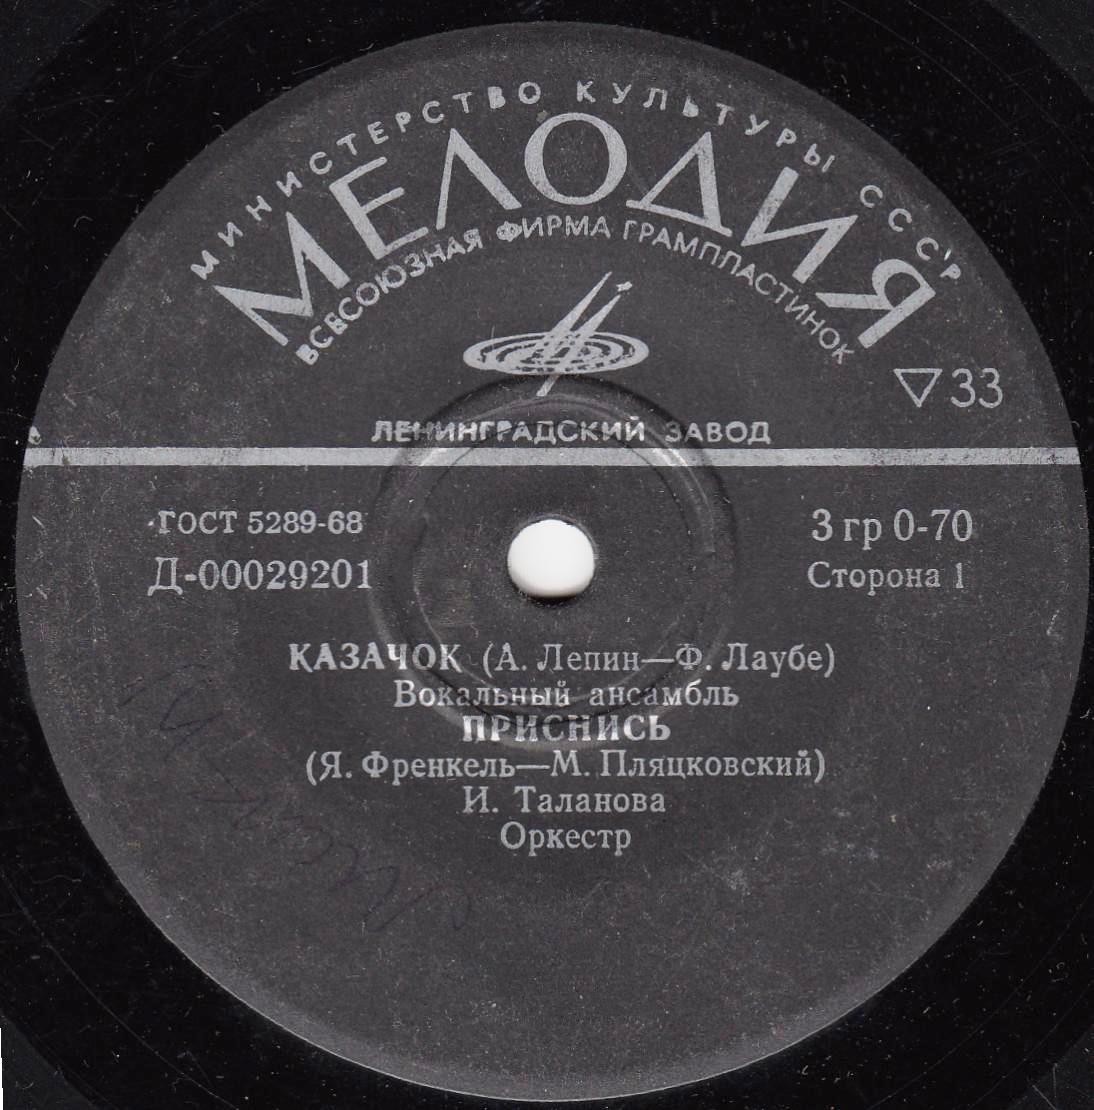 МИНИСТЕРСТВО КУЛЬТУРЫ СССР
МЕЛОДИЯ
ВСЕСОЮЗНАЯ ФИРМА ГРАМПЛАСТИНОК
33
ЛЕНИНГРАДСКИЙ ЗАВОД
ГОСТ 5289-68
3 гр 0-70
Д-00029201
Сторона 1
КАЗАЧОК (А. Лепин—Ф. Лаубе)
Вокальный ансамбль
ПРИСНИСЬ
(Я. Френкель—М. Пляцковский)
И. Таланова
Оркестр